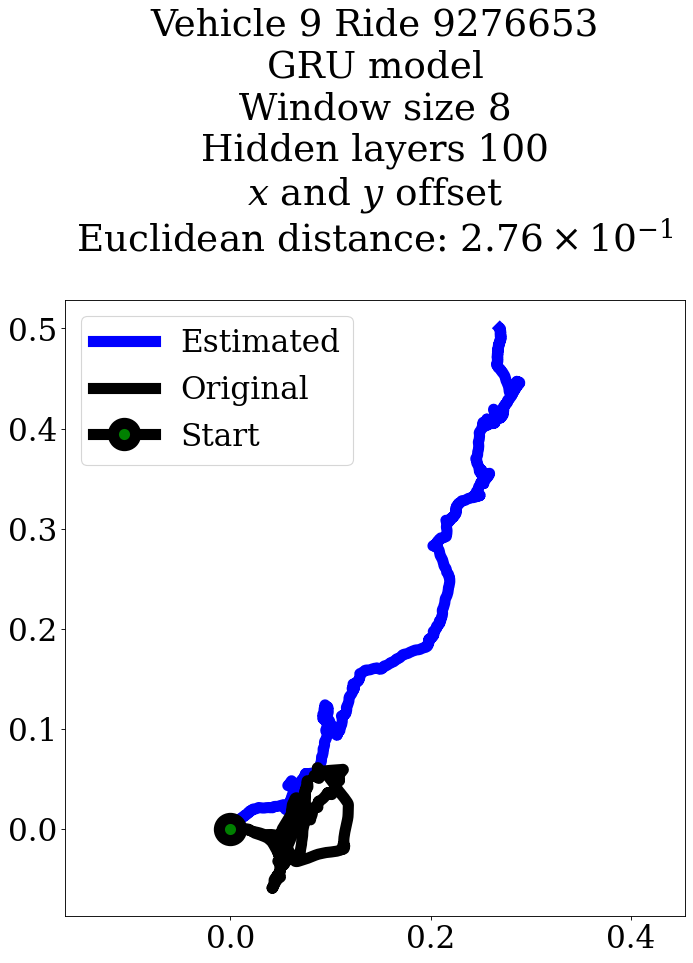 Vehicle 9 Ride 9276653
GRU model
Window size 8
Hidden layers 100
x and y offset
Euclidean distance: 2.76 × 10⁻¹
Estimated
Original
Start
0.5
0.4
0.3
0.2
0.1
0.0
0.0 0.2 0.4